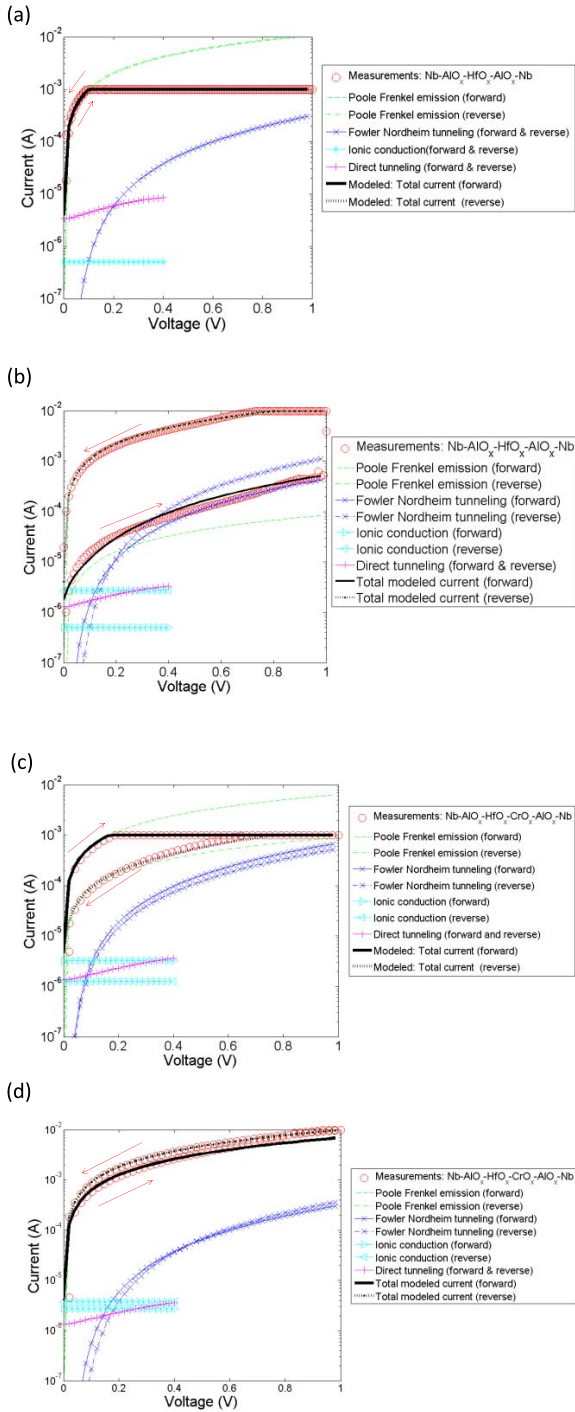 (a)
10⁻²
10⁻³
10⁻⁴
10⁻⁵
10⁻⁶
10⁻⁷
Current (A)
0
0.2
0.4
0.6
0.8
1
Voltage (V)
Measurements: Nb-AlOₓ-HfOₓ-AlOₓ-Nb
Poole Frenkel emission (forward)
Poole Frenkel emission (reverse)
Fowler Nordheim tunneling (forward & reverse)
Ionic conduction(forward & reverse)
Direct tunneling (forward & reverse)
Modeled: Total current (forward)
Modeled: Total current (reverse)
(b)
10⁻²
10⁻³
10⁻⁴
10⁻⁵
10⁻⁶
10⁻⁷
Current (A)
0
0.2
0.4
0.6
0.8
1
Voltage (V)
Measurements: Nb-AlOₓ-HfOₓ-AlOₓ-Nb
Poole Frenkel emission (forward)
Poole Frenkel emission (reverse)
Fowler Nordheim tunneling (forward)
Fowler Nordheim tunneling (reverse)
Ionic conduction (forward)
Ionic conduction (reverse)
Direct tunneling (forward & reverse)
Total modeled current (forward)
Total modeled current (reverse)
(c)
10⁻²
10⁻³
10⁻⁴
10⁻⁵
10⁻⁶
10⁻⁷
Current (A)
0
0.2
0.4
0.6
0.8
1
Voltage (V)
Measurements: Nb-AlOₓ-HfOₓ-CrOₓ-AlOₓ-Nb
Poole Frenkel emission (forward)
Poole Frenkel emission (reverse)
Fowler Nordheim tunneling (forward)
Fowler Nordheim tunneling (reverse)
Ionic conduction (forward)
Ionic conduction (reverse)
Direct tunneling (forward and reverse)
Modeled: Total current (forward)
Modeled: Total current (reverse)
(d)
10⁻²
10⁻³
10⁻⁴
10⁻⁵
10⁻⁶
10⁻⁷
Current (A)
0
0.2
0.4
0.6
0.8
1
Voltage (V)
Measurements: Nb-AlOₓ-HfOₓ-CrOₓ-AlOₓ-Nb
Poole Frenkel emission (forward)
Poole Frenkel emission (reverse)
Fowler Nordheim tunneling (forward)
Fowler Nordheim tunneling (reverse)
Ionic conduction (forward)
Ionic conduction (reverse)
Direct tunneling (forward & reverse)
Total modeled current (forward)
Total modeled current (reverse)